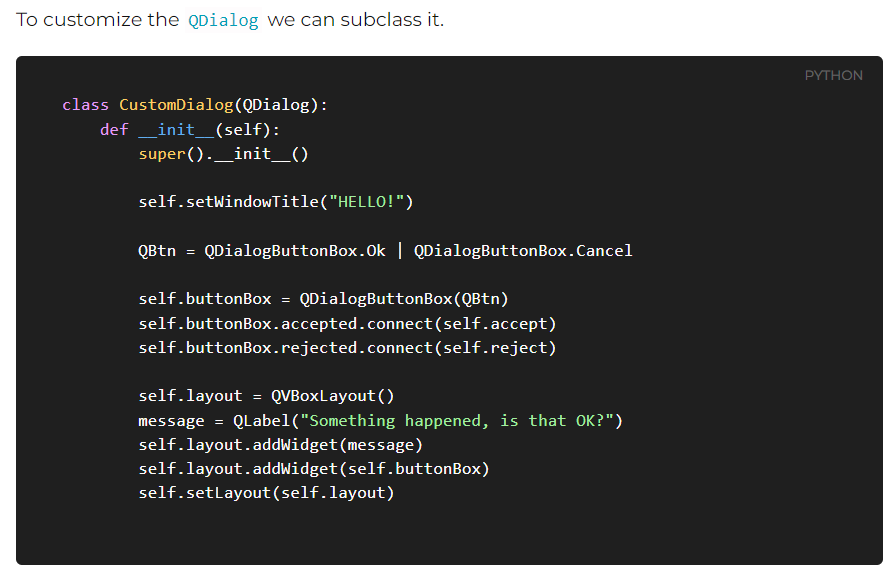 To customize the QDialog we can subclass it.
PYTHON
class CustomDialog(QDialog):
    def __init__(self):
        super().__init__()
        self.setWindowTitle("HELLO!")
        QBtn = QDialogButtonBox.Ok | QDialogButtonBox.Cancel
        self.buttonBox = QDialogButtonBox(QBtn)
        self.buttonBox.accepted.connect(self.accept)
        self.buttonBox.rejected.connect(self.reject)
        self.layout = QVBoxLayout()
        message = QLabel("Something happened, is that OK?")
        self.layout.addWidget(message)
        self.layout.addWidget(self.buttonBox)
        self.setLayout(self.layout)